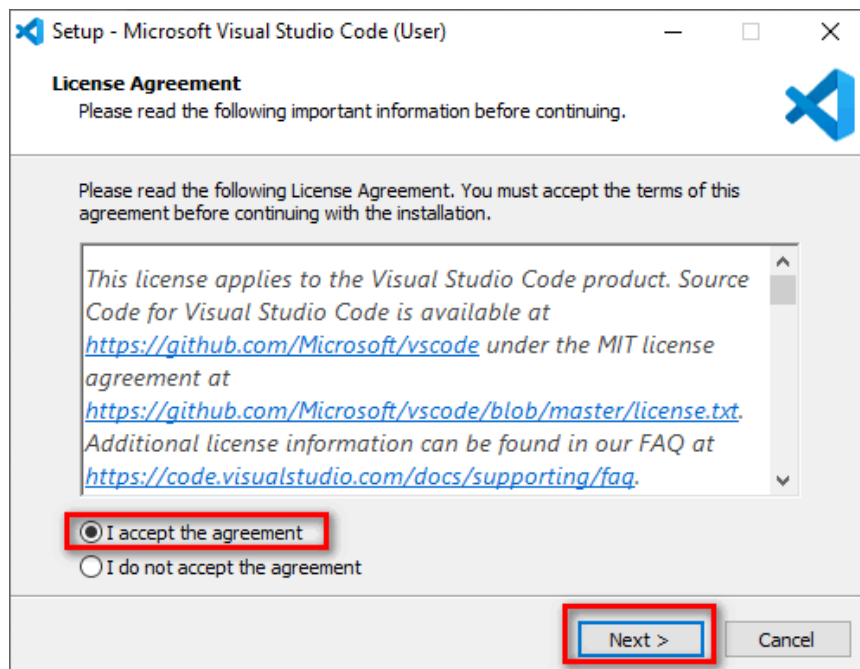 Setup - Microsoft Visual Studio Code (User)
License Agreement
Please read the following important information before continuing.
Please read the following License Agreement. You must accept the terms of this
agreement before continuing with the installation.
This license applies to the Visual Studio Code product. Source
Code for Visual Studio Code is available at
https://github.com/Microsoft/vscode under the MIT license
agreement at
https://github.com/Microsoft/vscode/blob/master/license.txt.
Additional license information can be found in our FAQ at
https://code.visualstudio.com/docs/supporting/faq.
I accept the agreement
I do not accept the agreement
Next >
Cancel